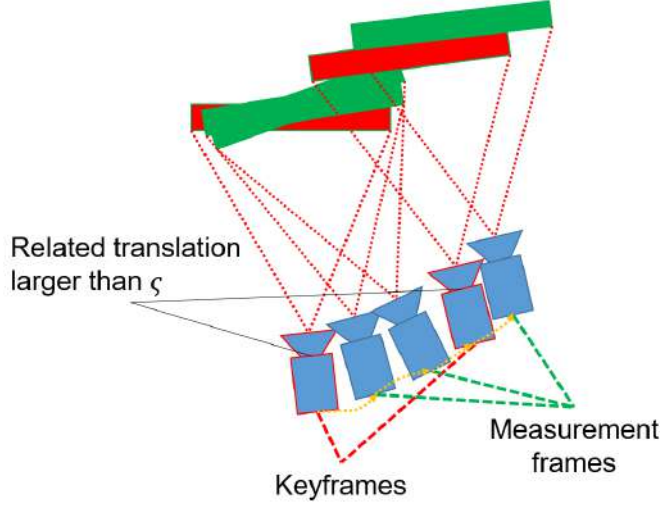 Related translation
larger than ς
Measurement
frames
Keyframes